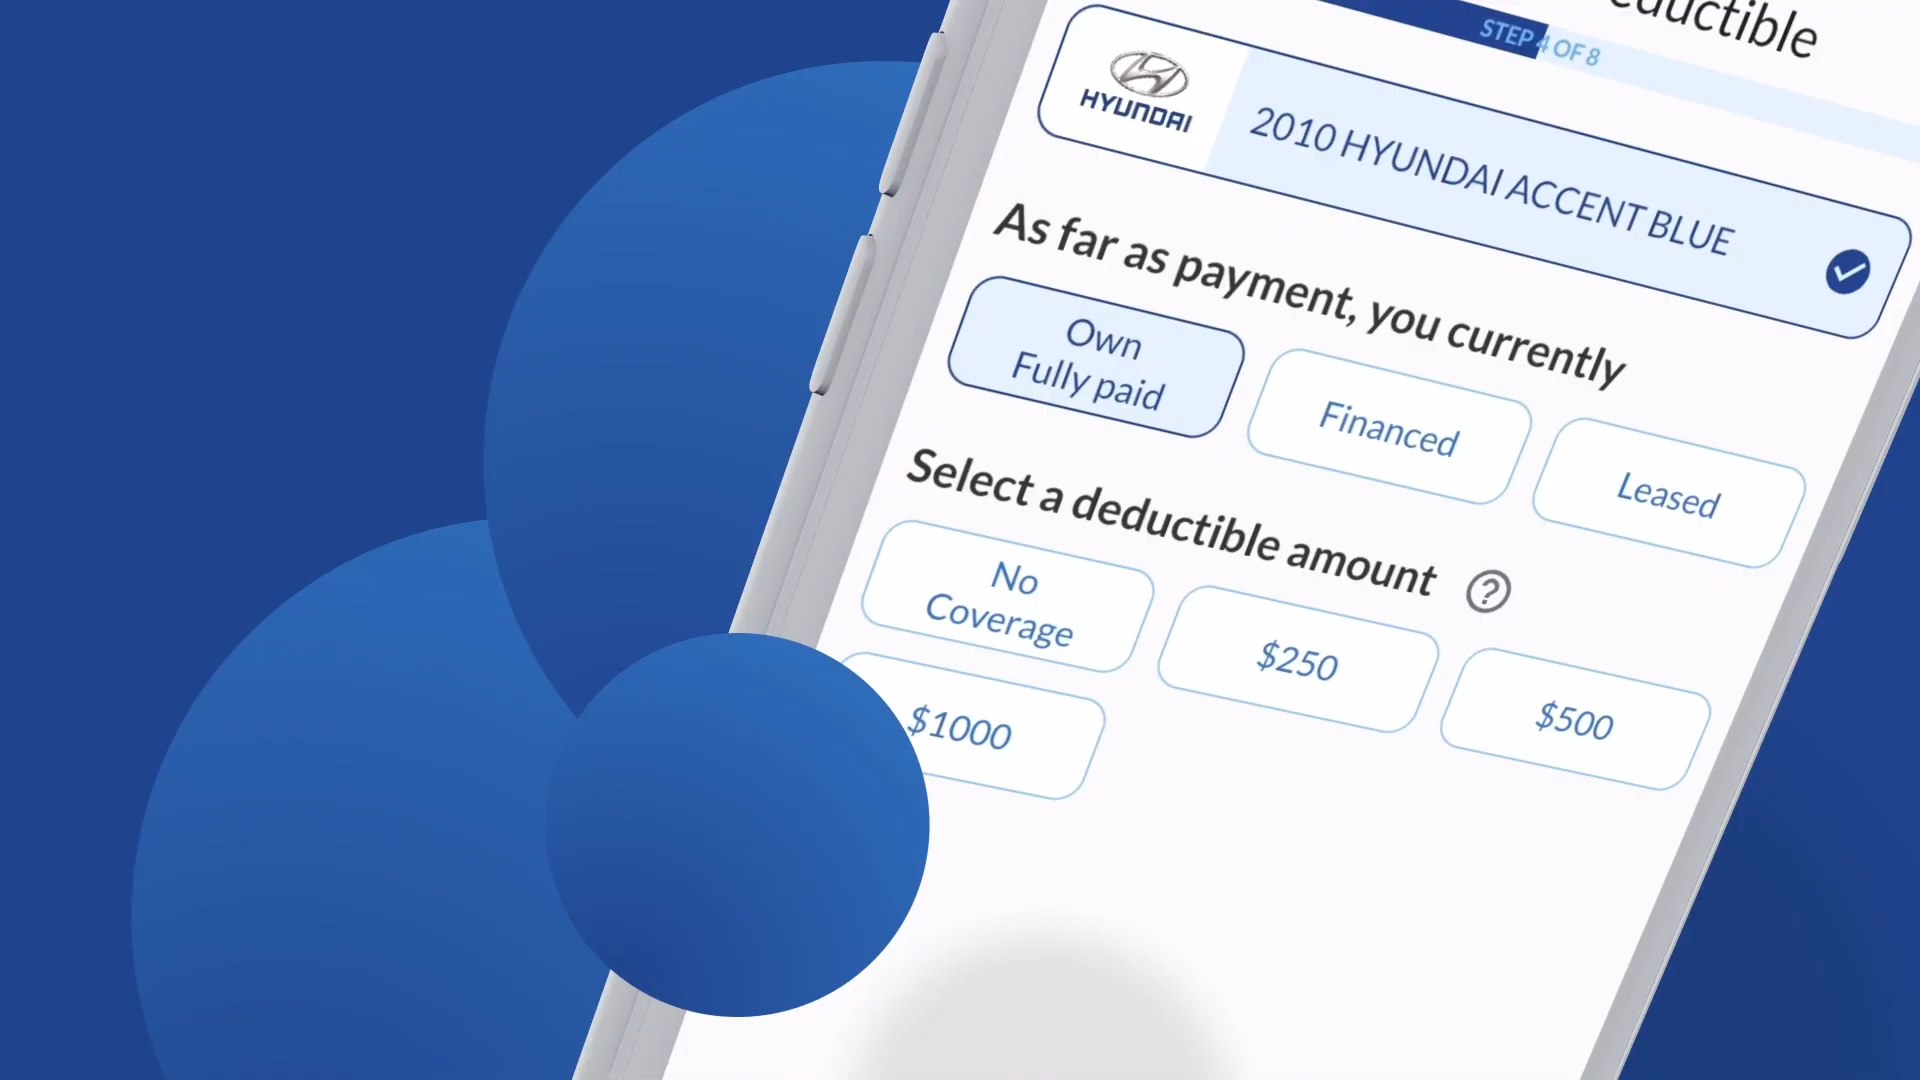 eductible
STEP 4 OF 8
HYUNDAI
2010 HYUNDAI ACCENT BLUE
As far as payment, you currently
Own
Fully paid
Financed
Leased
Select a deductible amount ?
No
Coverage
$250
$500
$1000